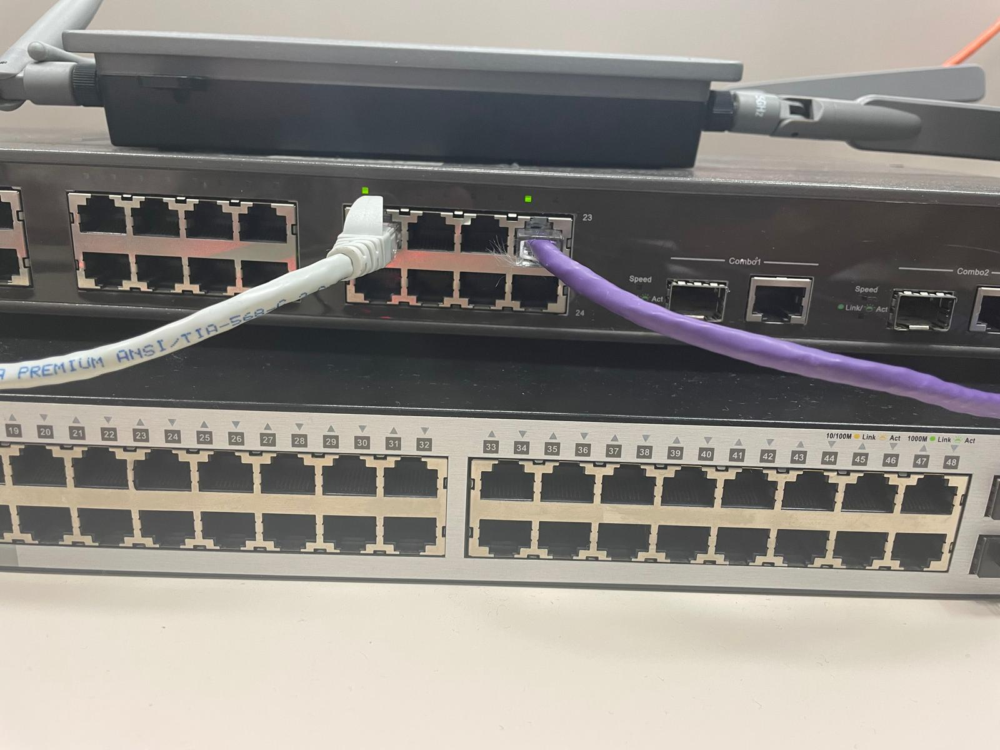 5GHz
23
Combo1
Combo2
Speed
Act
Speed
Link/ Act
24
A PREMIUM ANSI/TIA-568-C.2
10/100M Link Act 1000M Link Act
19 20 21 22 23 24 25 26 27 28 29 30 31 32 33 34 35 36 37 38 39 40 41 42 43 44 45 46 47 48